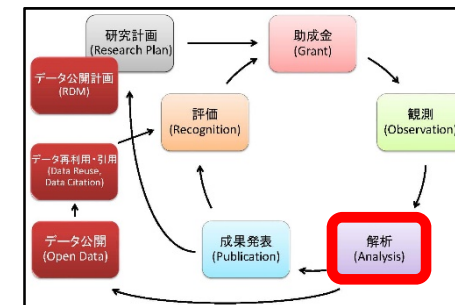 研究計画
(Research Plan)
助成金
(Grant)
データ公開計画
(RDM)
評価
(Recognition)
観測
(Observation)
データ再利用・引用
(Data Reuse,
Data Citation)
データ公開
(Open Data)
成果発表
(Publication)
解析
(Analysis)